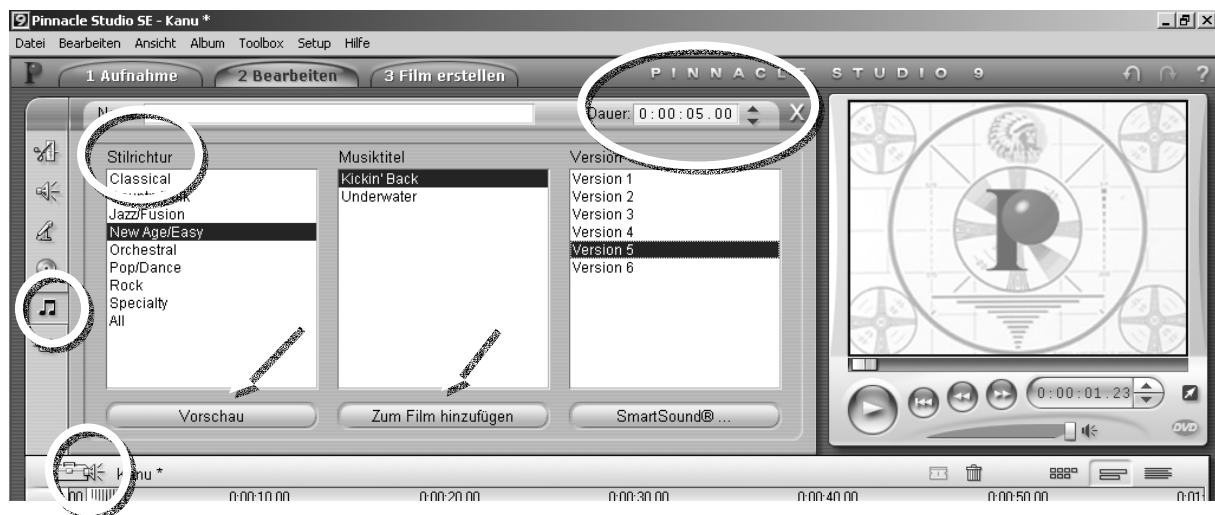 Pinnacle Studio SE - Kanu *
Datei Bearbeiten Ansicht Album Toolbox Setup Hilfe
1 Aufnahme 2 Bearbeiten 3 Film erstellen PINNACLE STUDIO 9 ?
Dauer: 0:00:05.00 X
Stilrichtur Musiktitel Version
Classical Kickin' Back Version 1
Underwater Version 2
Jazz/Fusion Version 3
New Age/Easy Version 4
Orchestral Version 5
Pop/Dance Version 6
Rock
Specialty
All
0:00:01.23
Vorschau Zum Film hinzufügen SmartSound® ...
DVD
Kanu *
0:00:10.00 0:00:20.00 0:00:30.00 0:00:40.00 0:00:50.00 0:01: